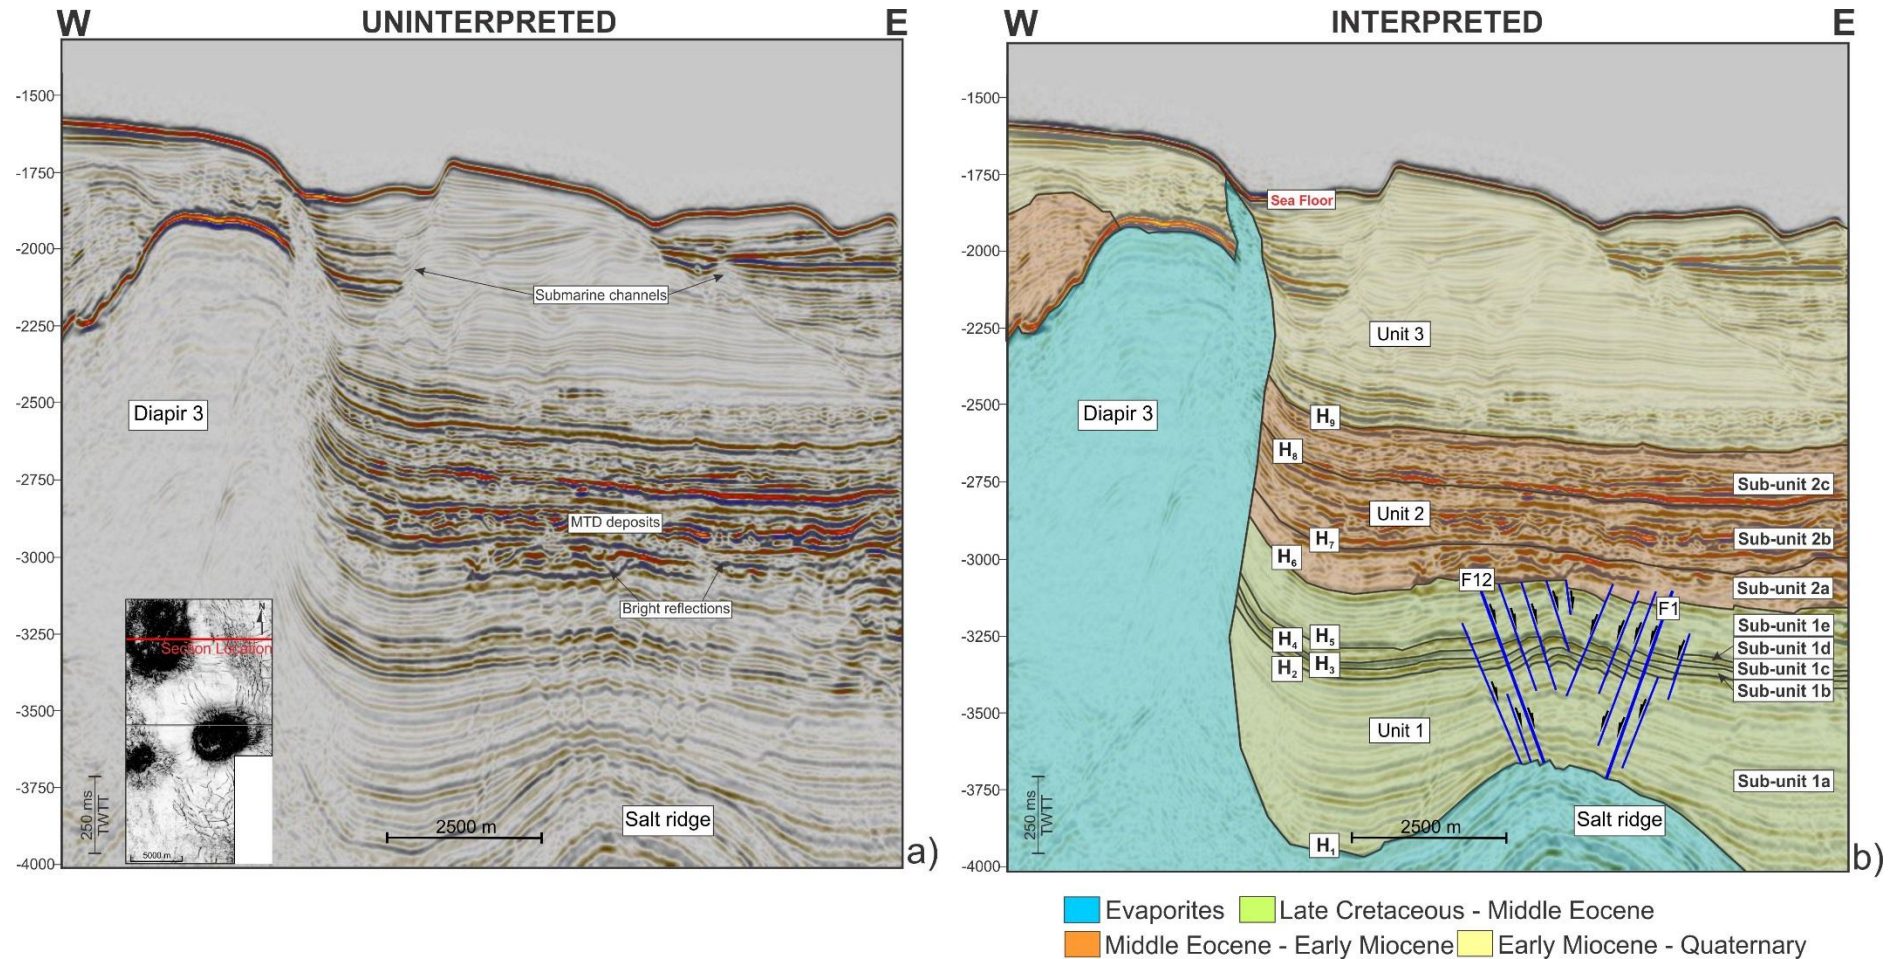 W UNINTERPRETED E
-1500
-1750
-2000
-2250
-2500
-2750
-3000
-3250
-3500
-3750
-4000
Submarine channels
Diapir 3
MTD deposits
Bright reflections
N
Section Location
5000 m
250 ms
TWTT
2500 m
Salt ridge
a)
W INTERPRETED E
-1500
-1750
-2000
-2250
-2500
-2750
-3000
-3250
-3500
-3750
-4000
Sea Floor
Unit 3
Diapir 3
H9
H8
Sub-unit 2c
Unit 2
H7
Sub-unit 2b
H6
F12
Sub-unit 2a
F1
Sub-unit 1e
H5
H4
Sub-unit 1d
H3
H2
Sub-unit 1c
Sub-unit 1b
Unit 1
Sub-unit 1a
250 ms
TWTT
2500 m
Salt ridge
H1
b)
Evaporites Late Cretaceous - Middle Eocene
Middle Eocene - Early Miocene Early Miocene - Quaternary